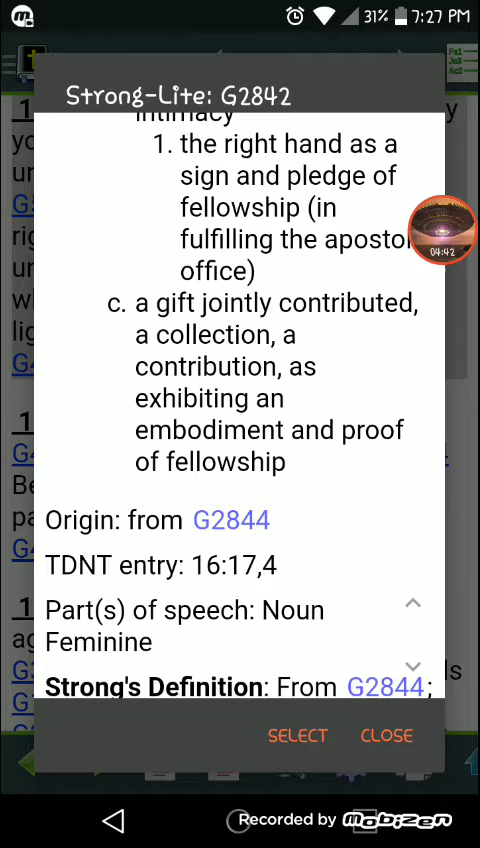 31% 7:27 PM
Strong-Lite: G2842
intimacy
1. the right hand as a
sign and pledge of
fellowship (in
fulfilling the apostol
office)
04:42
c. a gift jointly contributed,
a collection, a
contribution, as
exhibiting an
embodiment and proof
of fellowship
Origin: from G2844
TDNT entry: 16:17,4
Part(s) of speech: Noun
Feminine
Strong's Definition: From G2844;
SELECT CLOSE
Recorded by Mobizen